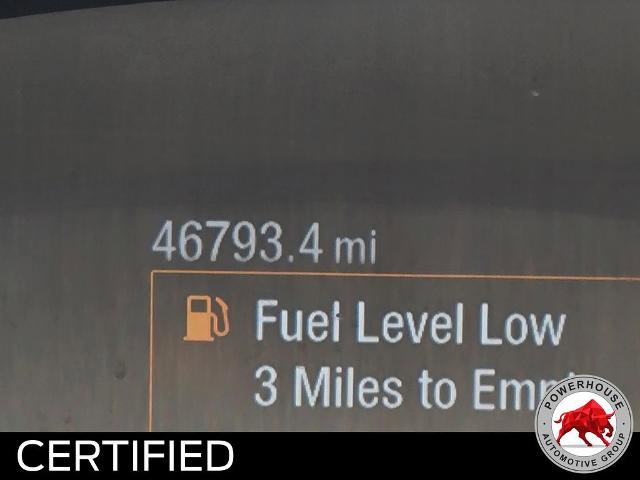 46793.4 mi
Fuel Level Low
3 Miles to
POWERHOUSE
AUTOMOTIVE GROUP
CERTIFIED